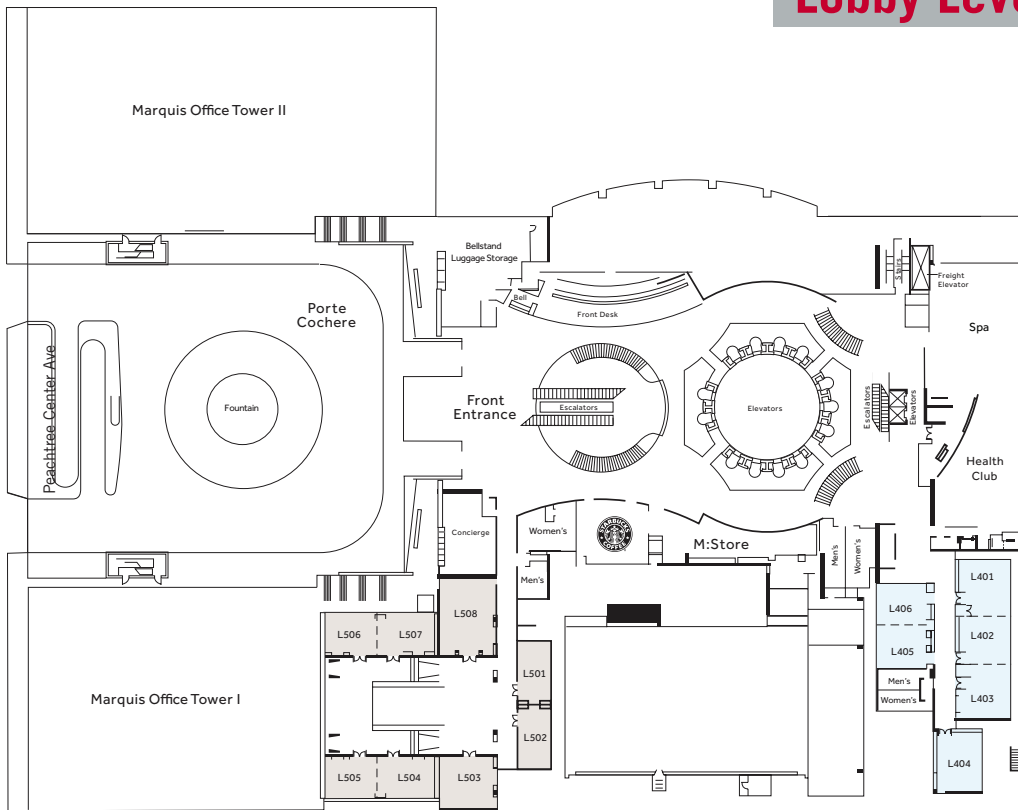 Lobby Leve
Marquis Office Tower II
Bellstand
Luggage Storage
Bell
Front Desk
Stairs
Freight
Elevator
Spa
Porte
Cochere
Peachtree Center Ave
Fountain
Front
Entrance
Escalators
Elevators
Escalators
Elevators
Health
Club
Concierge
Women's
Men's
STARBUCKS
COFFEE
M:Store
Men's
Women's
L401
L406
L402
L405
L403
Men's
Women's
L404
L508
L506
L507
L501
L502
Marquis Office Tower I
L505
L504
L503